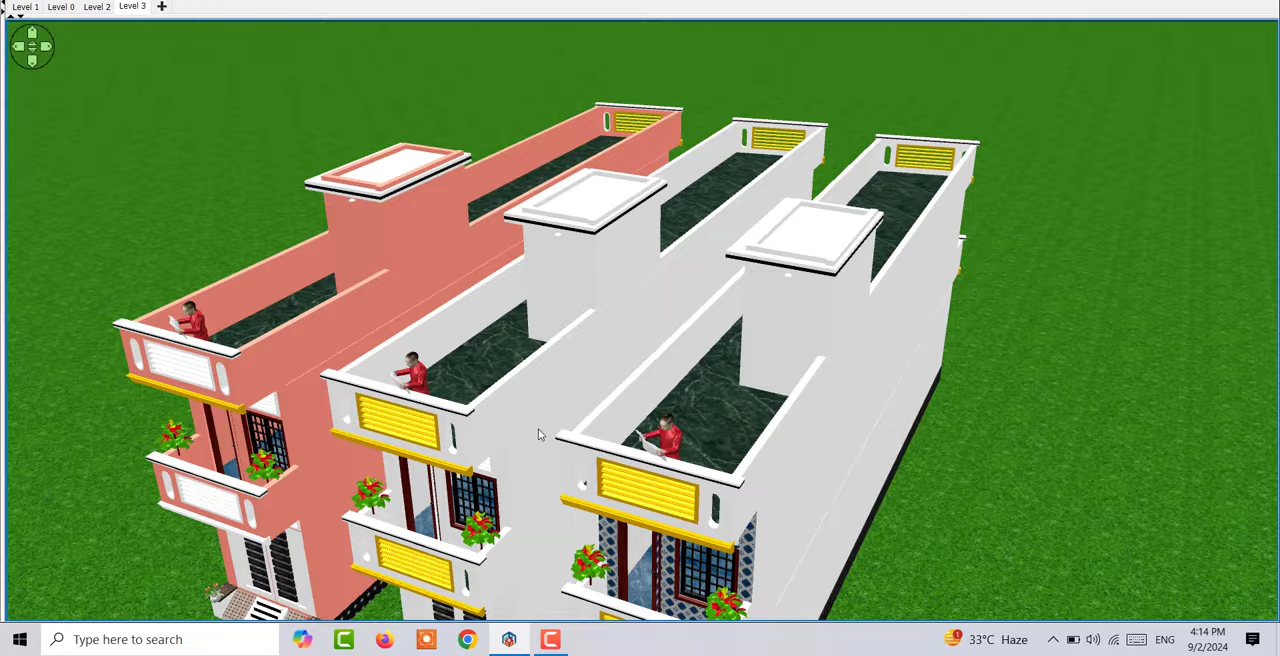 Level 1 Level 0 Level 2 Level 3
Type here to search
1
33°C Haze
ENG
4:14 PM
9/2/2024